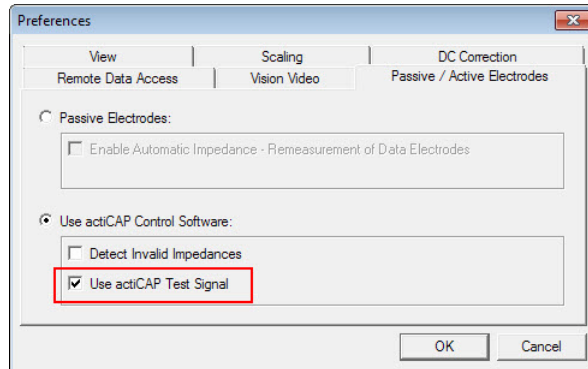 Preferences
View
Scaling
DC Correction
Remote Data Access
Vision Video
Passive / Active Electrodes
Passive Electrodes:
Enable Automatic Impedance - Remeasurement of Data Electrodes
Use actiCAP Control Software:
Detect Invalid Impedances
Use actiCAP Test Signal
OK
Cancel